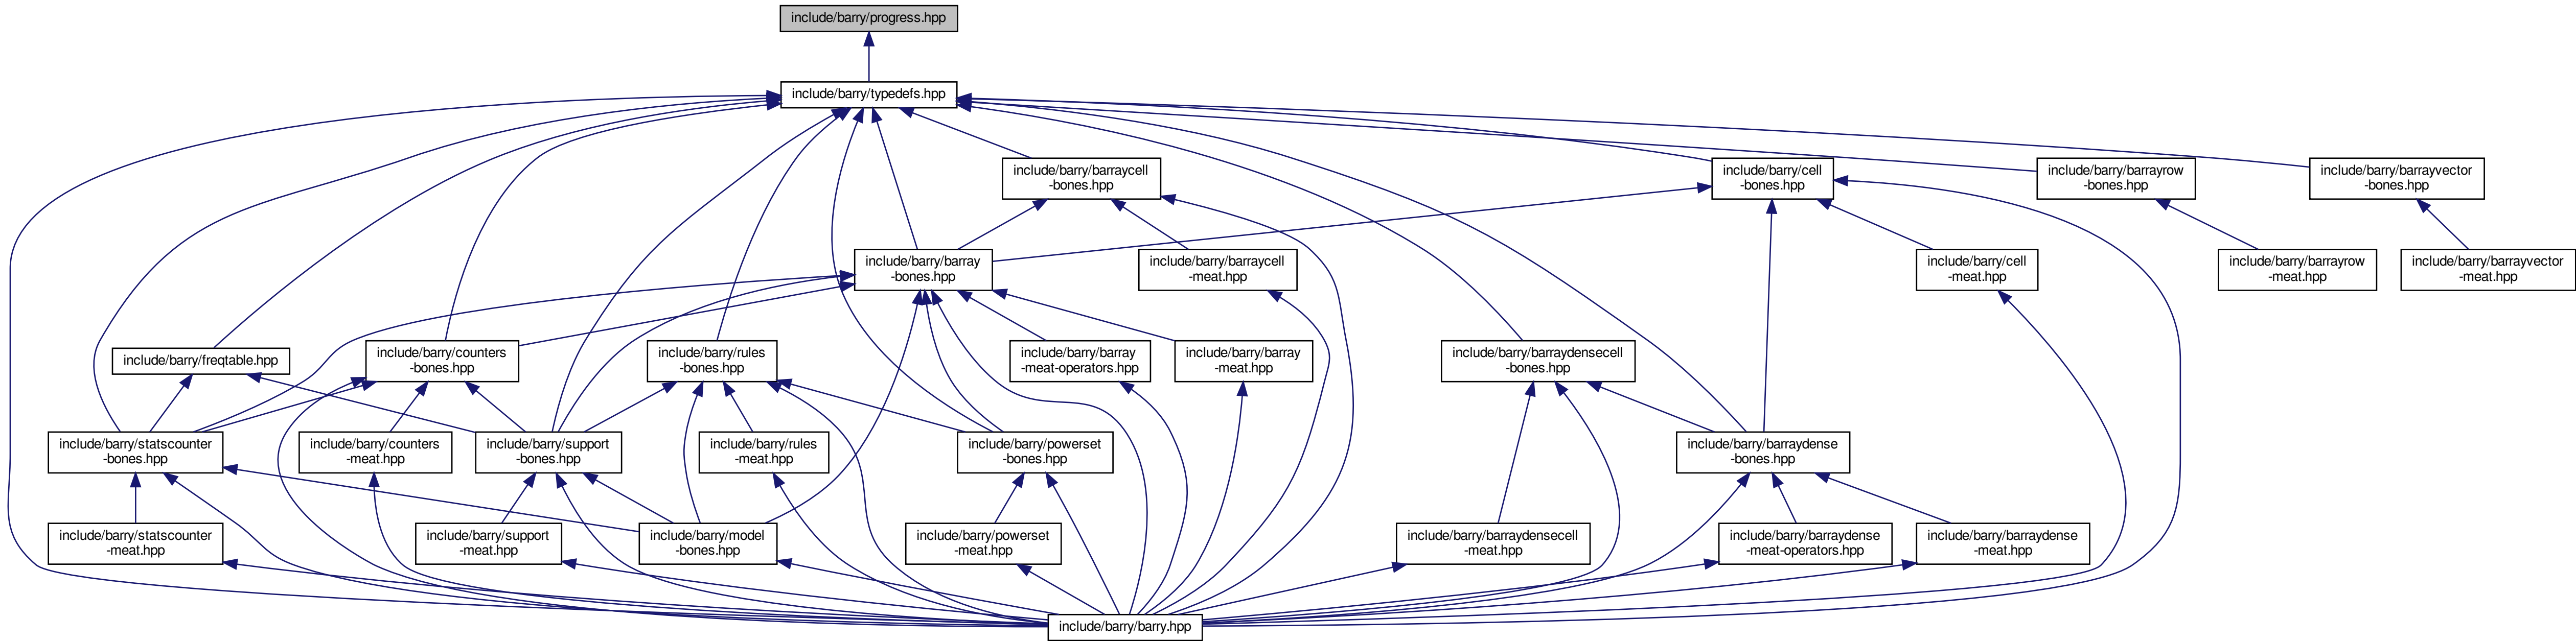 include/barry/progress.hpp
include/barry/typedefs.hpp
include/barry/barraycell
-bones.hpp
include/barry/cell
-bones.hpp
include/barry/barrayrow
-bones.hpp
include/barry/barrayvector
-bones.hpp
include/barry/barray
-bones.hpp
include/barry/barraycell
-meat.hpp
include/barry/cell
-meat.hpp
include/barry/barrayrow
-meat.hpp
include/barry/barrayvector
-meat.hpp
include/barry/freqtable.hpp
include/barry/counters
-bones.hpp
include/barry/rules
-bones.hpp
include/barry/barray
-meat-operators.hpp
include/barry/barray
-meat.hpp
include/barry/barraydensecell
-bones.hpp
include/barry/statscounter
-bones.hpp
include/barry/counters
-meat.hpp
include/barry/support
-bones.hpp
include/barry/rules
-meat.hpp
include/barry/powerset
-bones.hpp
include/barry/barraydense
-bones.hpp
include/barry/statscounter
-meat.hpp
include/barry/support
-meat.hpp
include/barry/model
-bones.hpp
include/barry/powerset
-meat.hpp
include/barry/barraydensecell
-meat.hpp
include/barry/barraydense
-meat-operators.hpp
include/barry/barraydense
-meat.hpp
include/barry/barry.hpp